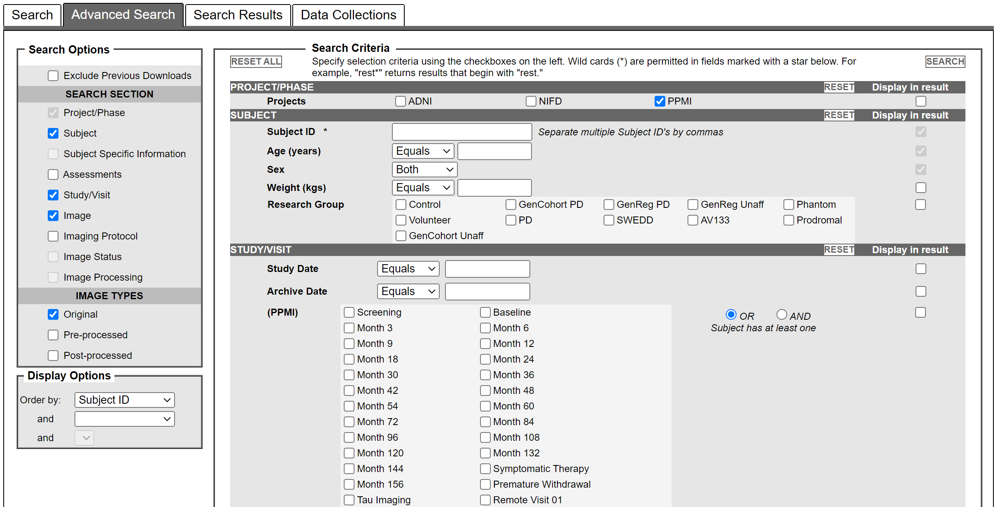 Search Advanced Search Search Results Data Collections
Search Options
Exclude Previous Downloads
SEARCH SECTION
Project/Phase
Subject
Subject Specific Information
Assessments
Study/Visit
Image
Imaging Protocol
Image Status
Image Processing
IMAGE TYPES
Original
Pre-processed
Post-processed
Display Options
Order by: Subject ID
and
and
Search Criteria
RESET ALL
Specify selection criteria using the checkboxes on the left. Wild cards (*) are permitted in fields marked with a star below. For
example, "rest*" returns results that begin with "rest."
SEARCH
PROJECT/PHASE RESET Display in result
Projects ADNI NIFD PPMI
SUBJECT RESET Display in result
Subject ID * Separate multiple Subject ID's by commas
Age (years) Equals
Sex Both
Weight (kgs) Equals
Research Group Control GenCohort PD GenReg PD GenReg Unaff Phantom
Volunteer PD SWEDD AV133 Prodromal
GenCohort Unaff
STUDY/VISIT RESET Display in result
Study Date Equals
Archive Date Equals
(PPMI) Screening Baseline OR AND
Month 3 Month 6 Subject has at least one
Month 9 Month 12
Month 18 Month 24
Month 30 Month 36
Month 42 Month 48
Month 54 Month 60
Month 72 Month 84
Month 96 Month 108
Month 120 Month 132
Month 144 Symptomatic Therapy
Month 156 Premature Withdrawal
Tau Imaging Remote Visit 01